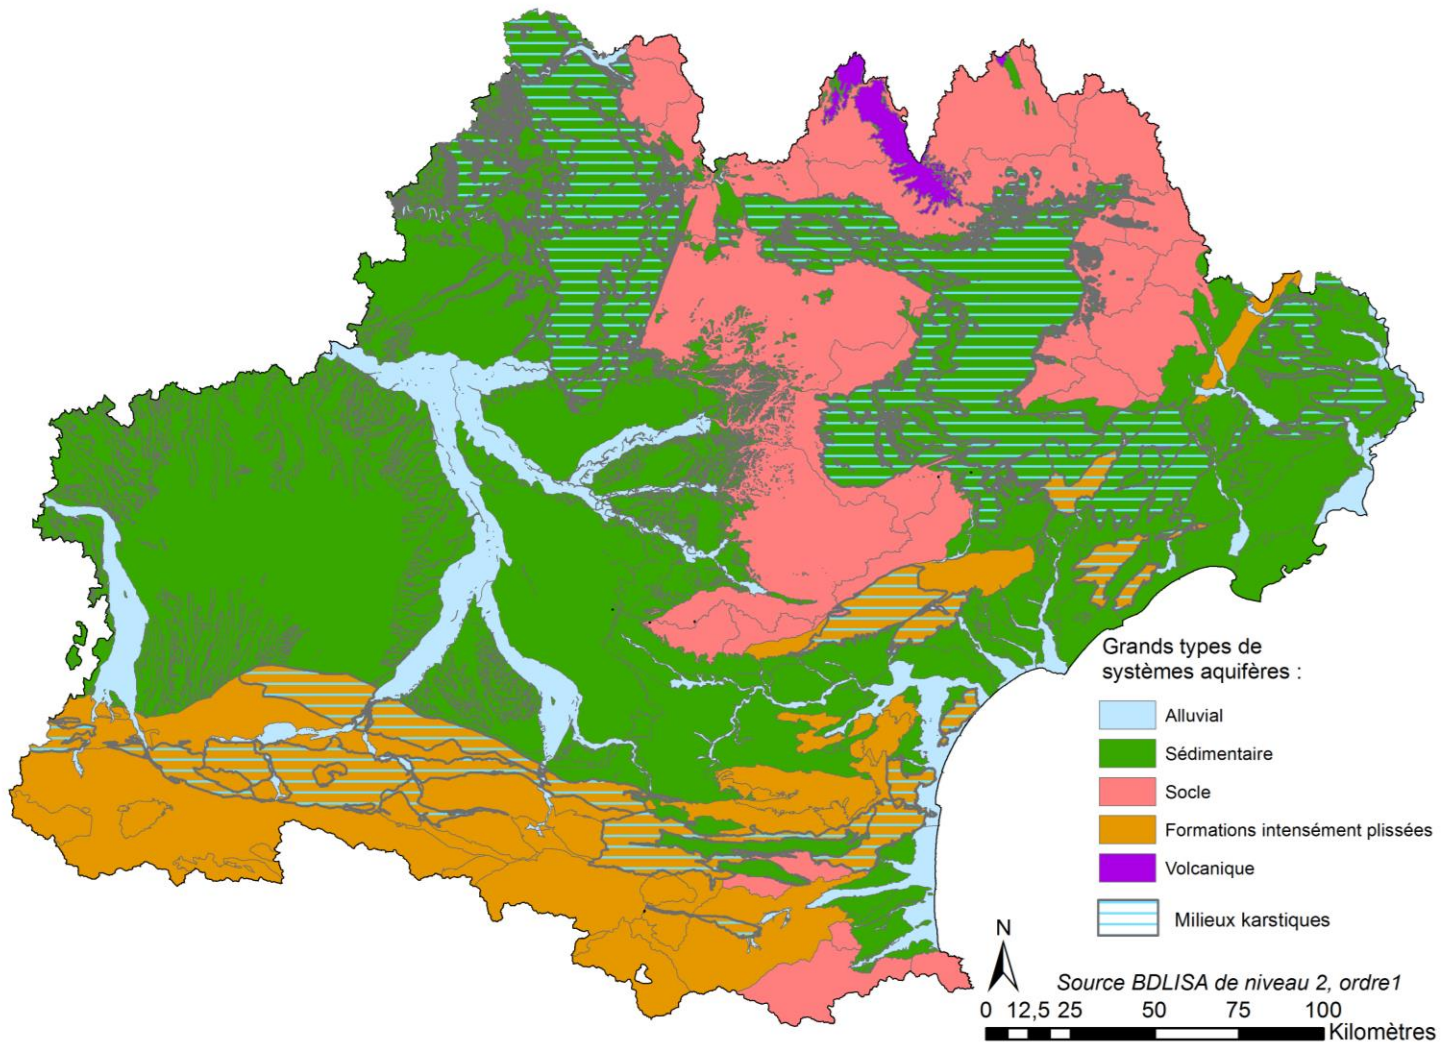 Grands types de
systèmes aquifères :
Alluvial
Sédimentaire
Socle
Formations intensément plissées
Volcanique
Milieux karstiques
N
Source BDLISA de niveau 2, ordre1
0 12,5 25 50 75 100
Kilomètres